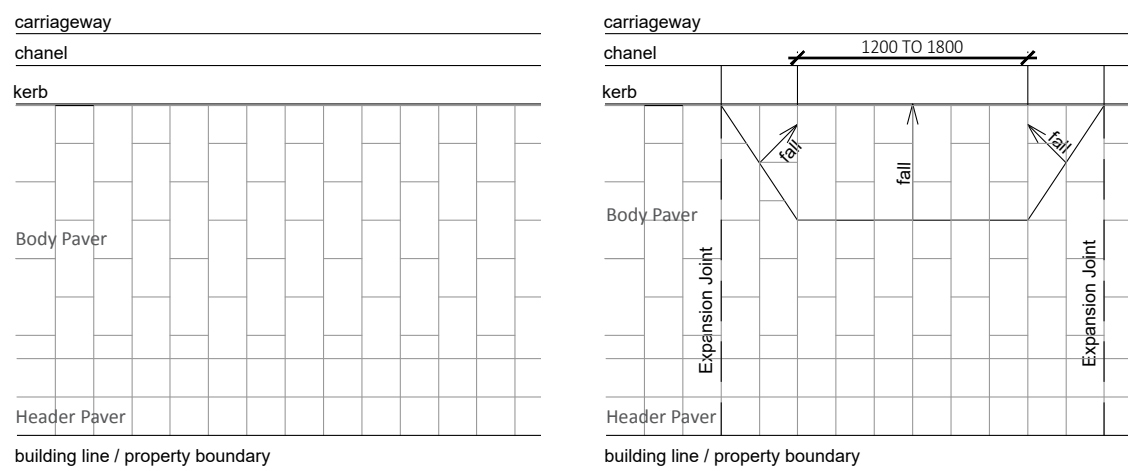 carriageway
chanel
kerb
Body Paver
Header Paver
building line / property boundary
carriageway
chanel
1200 TO 1800
kerb
fall
fall
fall
Body Paver
Expansion Joint
Expansion Joint
Header Paver
building line / property boundary